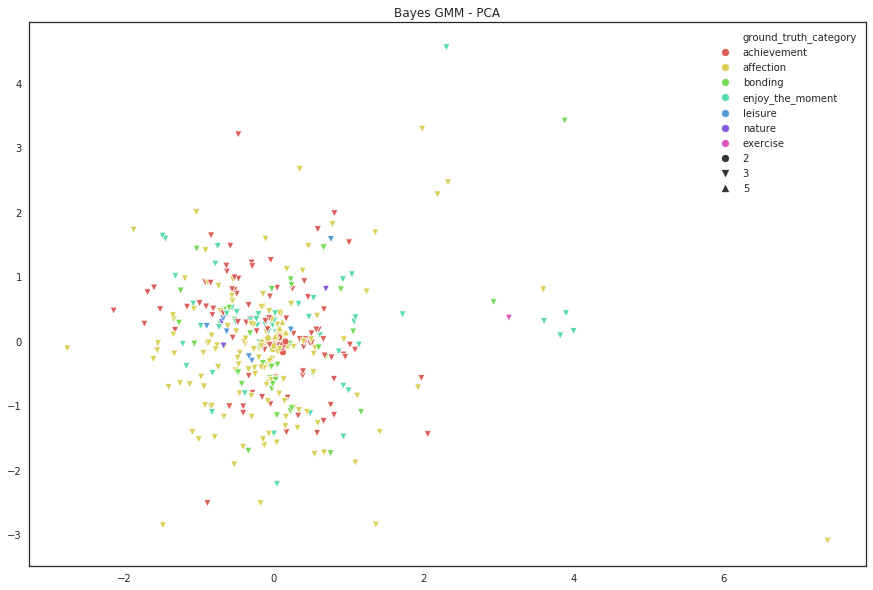 Bayes GMM - PCA
ground_truth_category
achievement
affection
bonding
enjoy_the_moment
leisure
nature
exercise
2
3
5
4
3
2
1
0
−1
−2
−3
−2 0 2 4 6